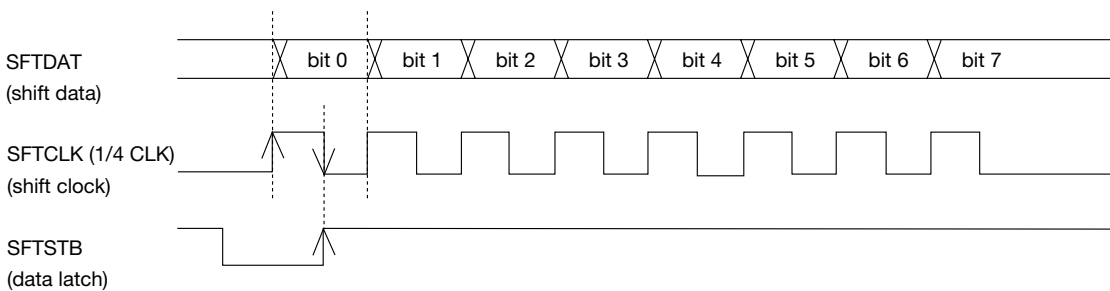 SFTDAT
(shift data)
bit 0 bit 1 bit 2 bit 3 bit 4 bit 5 bit 6 bit 7
SFTCLK (1/4 CLK)
(shift clock)
SFTSTB
(data latch)